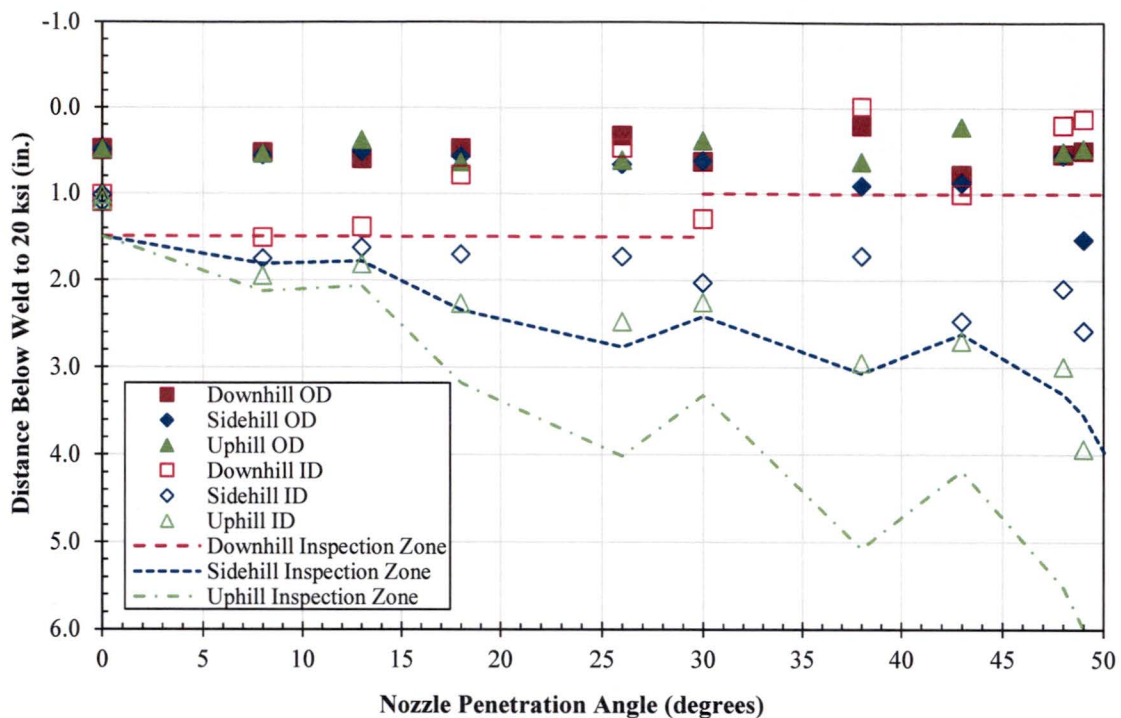 Distance Below Weld to 20 ksi (in.)
-1.0
0.0
1.0
2.0
3.0
4.0
5.0
6.0
Downhill OD
Sidehill OD
Uphill OD
Downhill ID
Sidehill ID
Uphill ID
Downhill Inspection Zone
Sidehill Inspection Zone
Uphill Inspection Zone
0 5 10 15 20 25 30 35 40 45 50
Nozzle Penetration Angle (degrees)